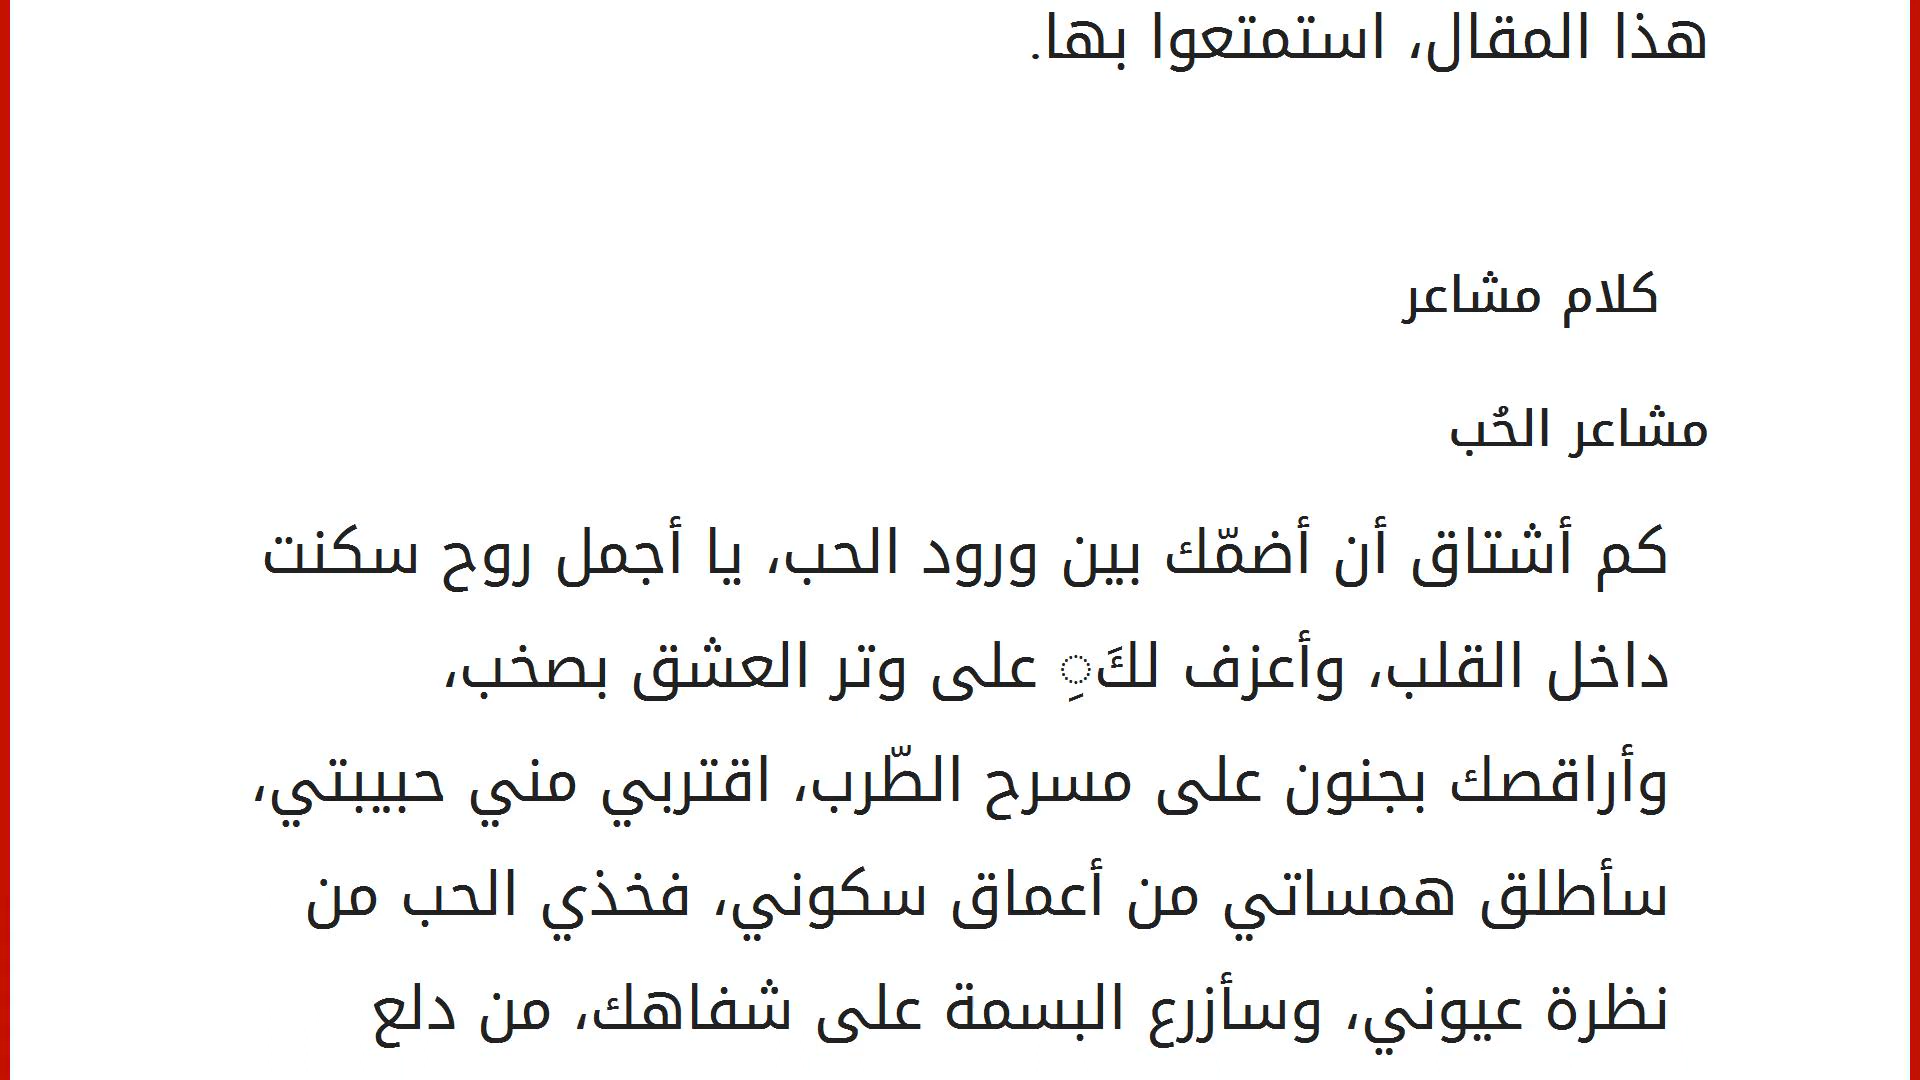 هذا المقال، استمتعوا بها.
كلام مشاعر
مشاعر الحُب
كم أشتاق أن أضمّك بين ورود الحب، يا أجمل روح سكنت
داخل القلب، وأعزف لكَِ على وتر العشق بصخب،
وأراقصك بجنون على مسرح الطّرب، اقتربي مني حبيبتي،
سأطلق همساتي من أعماق سكوني، فخذي الحب من
نظرة عيوني، وسأزرع البسمة على شفاهك، من دلع